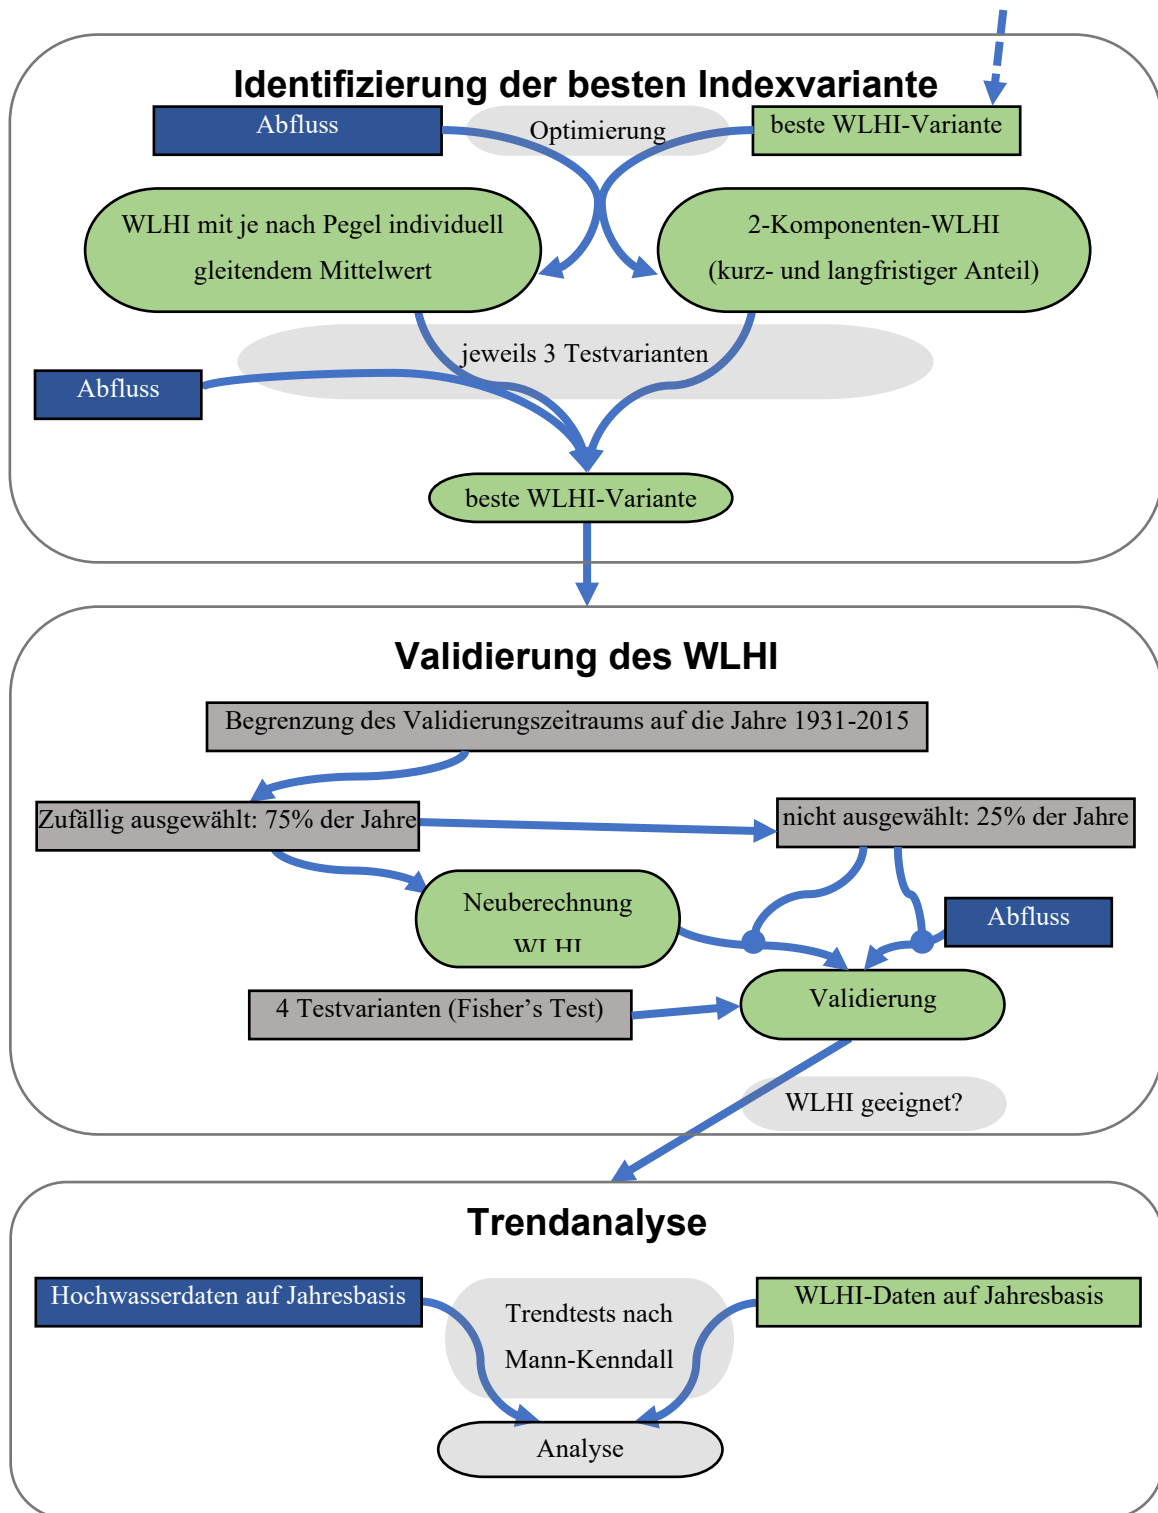 Identifizierung der besten Indexvariante
Abfluss
Optimierung
beste WLHI-Variante
WLHI mit je nach Pegel individuell
gleitendem Mittelwert
2-Komponenten-WLHI
(kurz- und langfristiger Anteil)
jeweils 3 Testvarianten
Abfluss
beste WLHI-Variante
Validierung des WLHI
Begrenzung des Validierungszeitraums auf die Jahre 1931-2015
Zufällig ausgewählt: 75% der Jahre
nicht ausgewählt: 25% der Jahre
Neuberechnung
WLHI
Abfluss
4 Testvarianten (Fisher’s Test)
Validierung
WLHI geeignet?
Trendanalyse
Hochwasserdaten auf Jahresbasis
Trendtests nach
Mann-Kenndall
WLHI-Daten auf Jahresbasis
Analyse